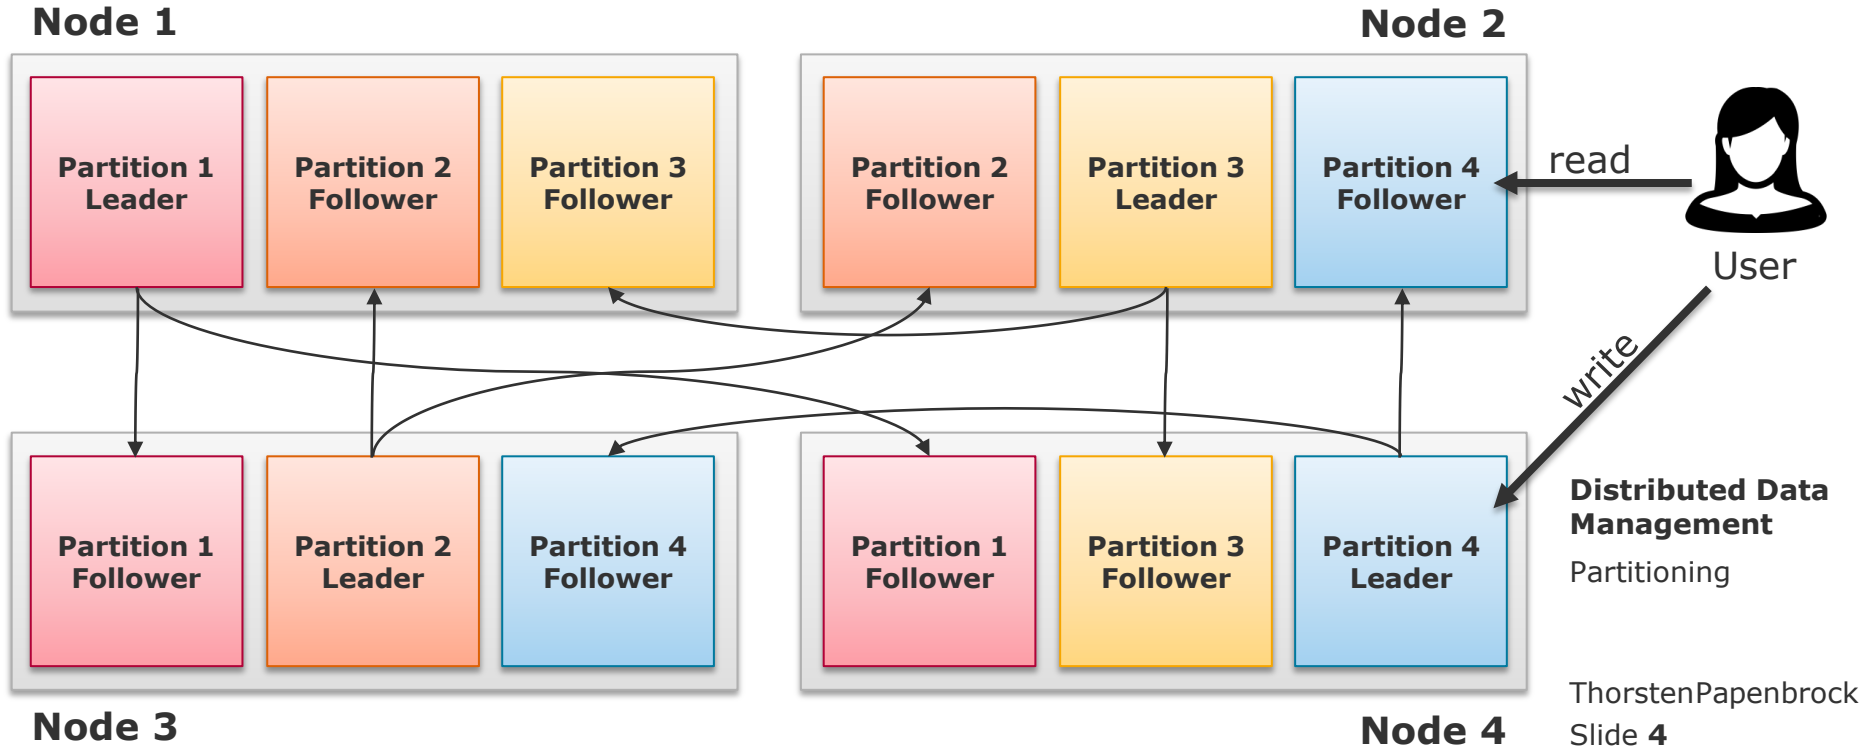 Node 1
Node 2
Partition 1
Leader
Partition 2
Follower
Partition 3
Follower
Partition 2
Follower
Partition 3
Leader
Partition 4
Follower
read
User
write
Partition 1
Follower
Partition 2
Leader
Partition 4
Follower
Partition 1
Follower
Partition 3
Follower
Partition 4
Leader
Distributed Data
Management
Partitioning
ThorstenPapenbrock
Slide 4
Node 3
Node 4